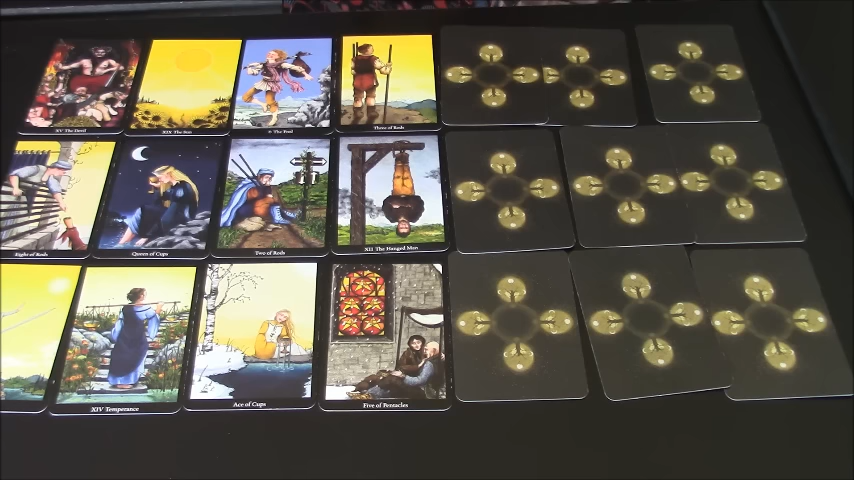 XV The Devil
XIX The Sun
0 The Fool
Three of Rods
Eight of Rods
Queen of Cups
Two of Rods
XII The Hanged Man
XIV Temperance
Ace of Cups
Five of Pentacles